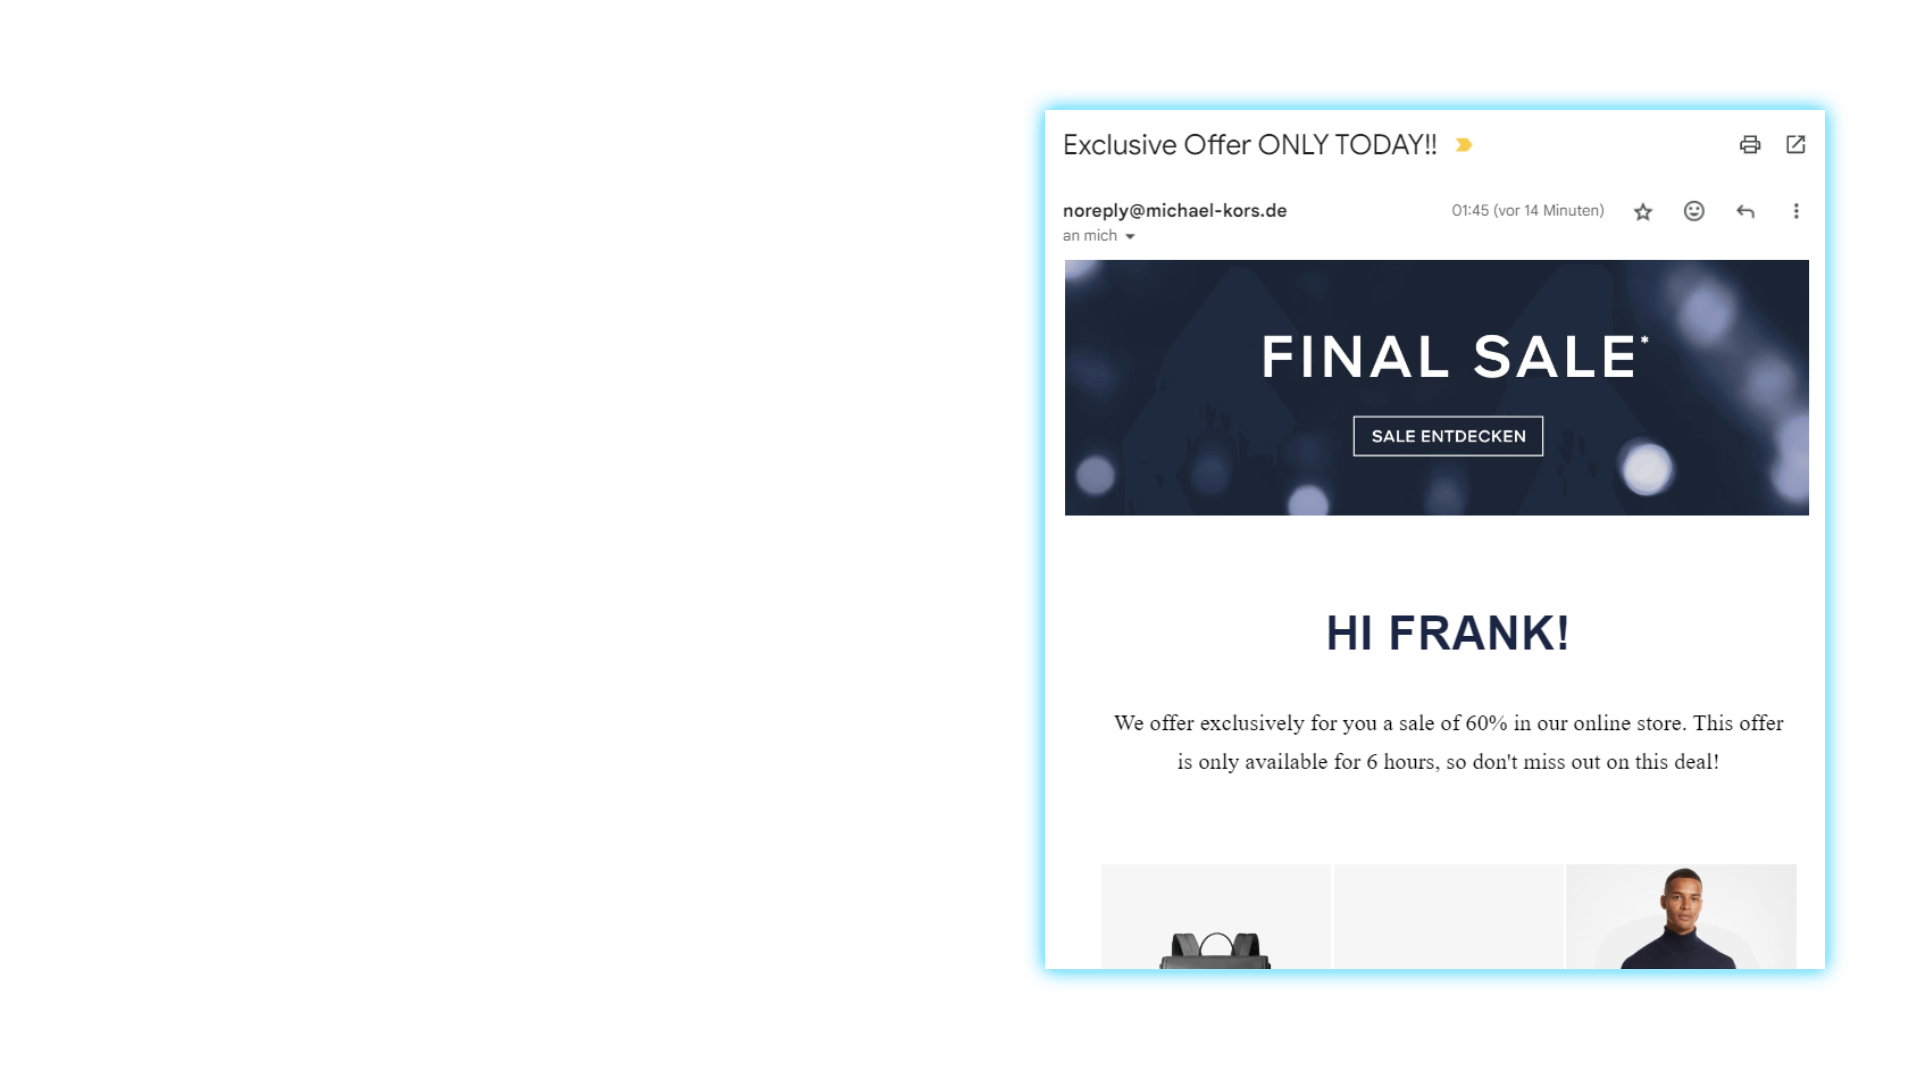 Exclusive Offer ONLY TODAY!!
noreply@michael-kors.de
01:45 (vor 14 Minuten)
an mich
FINAL SALE*
SALE ENTDECKEN
HI FRANK!
We offer exclusively for you a sale of 60% in our online store. This offer
is only available for 6 hours, so don't miss out on this deal!